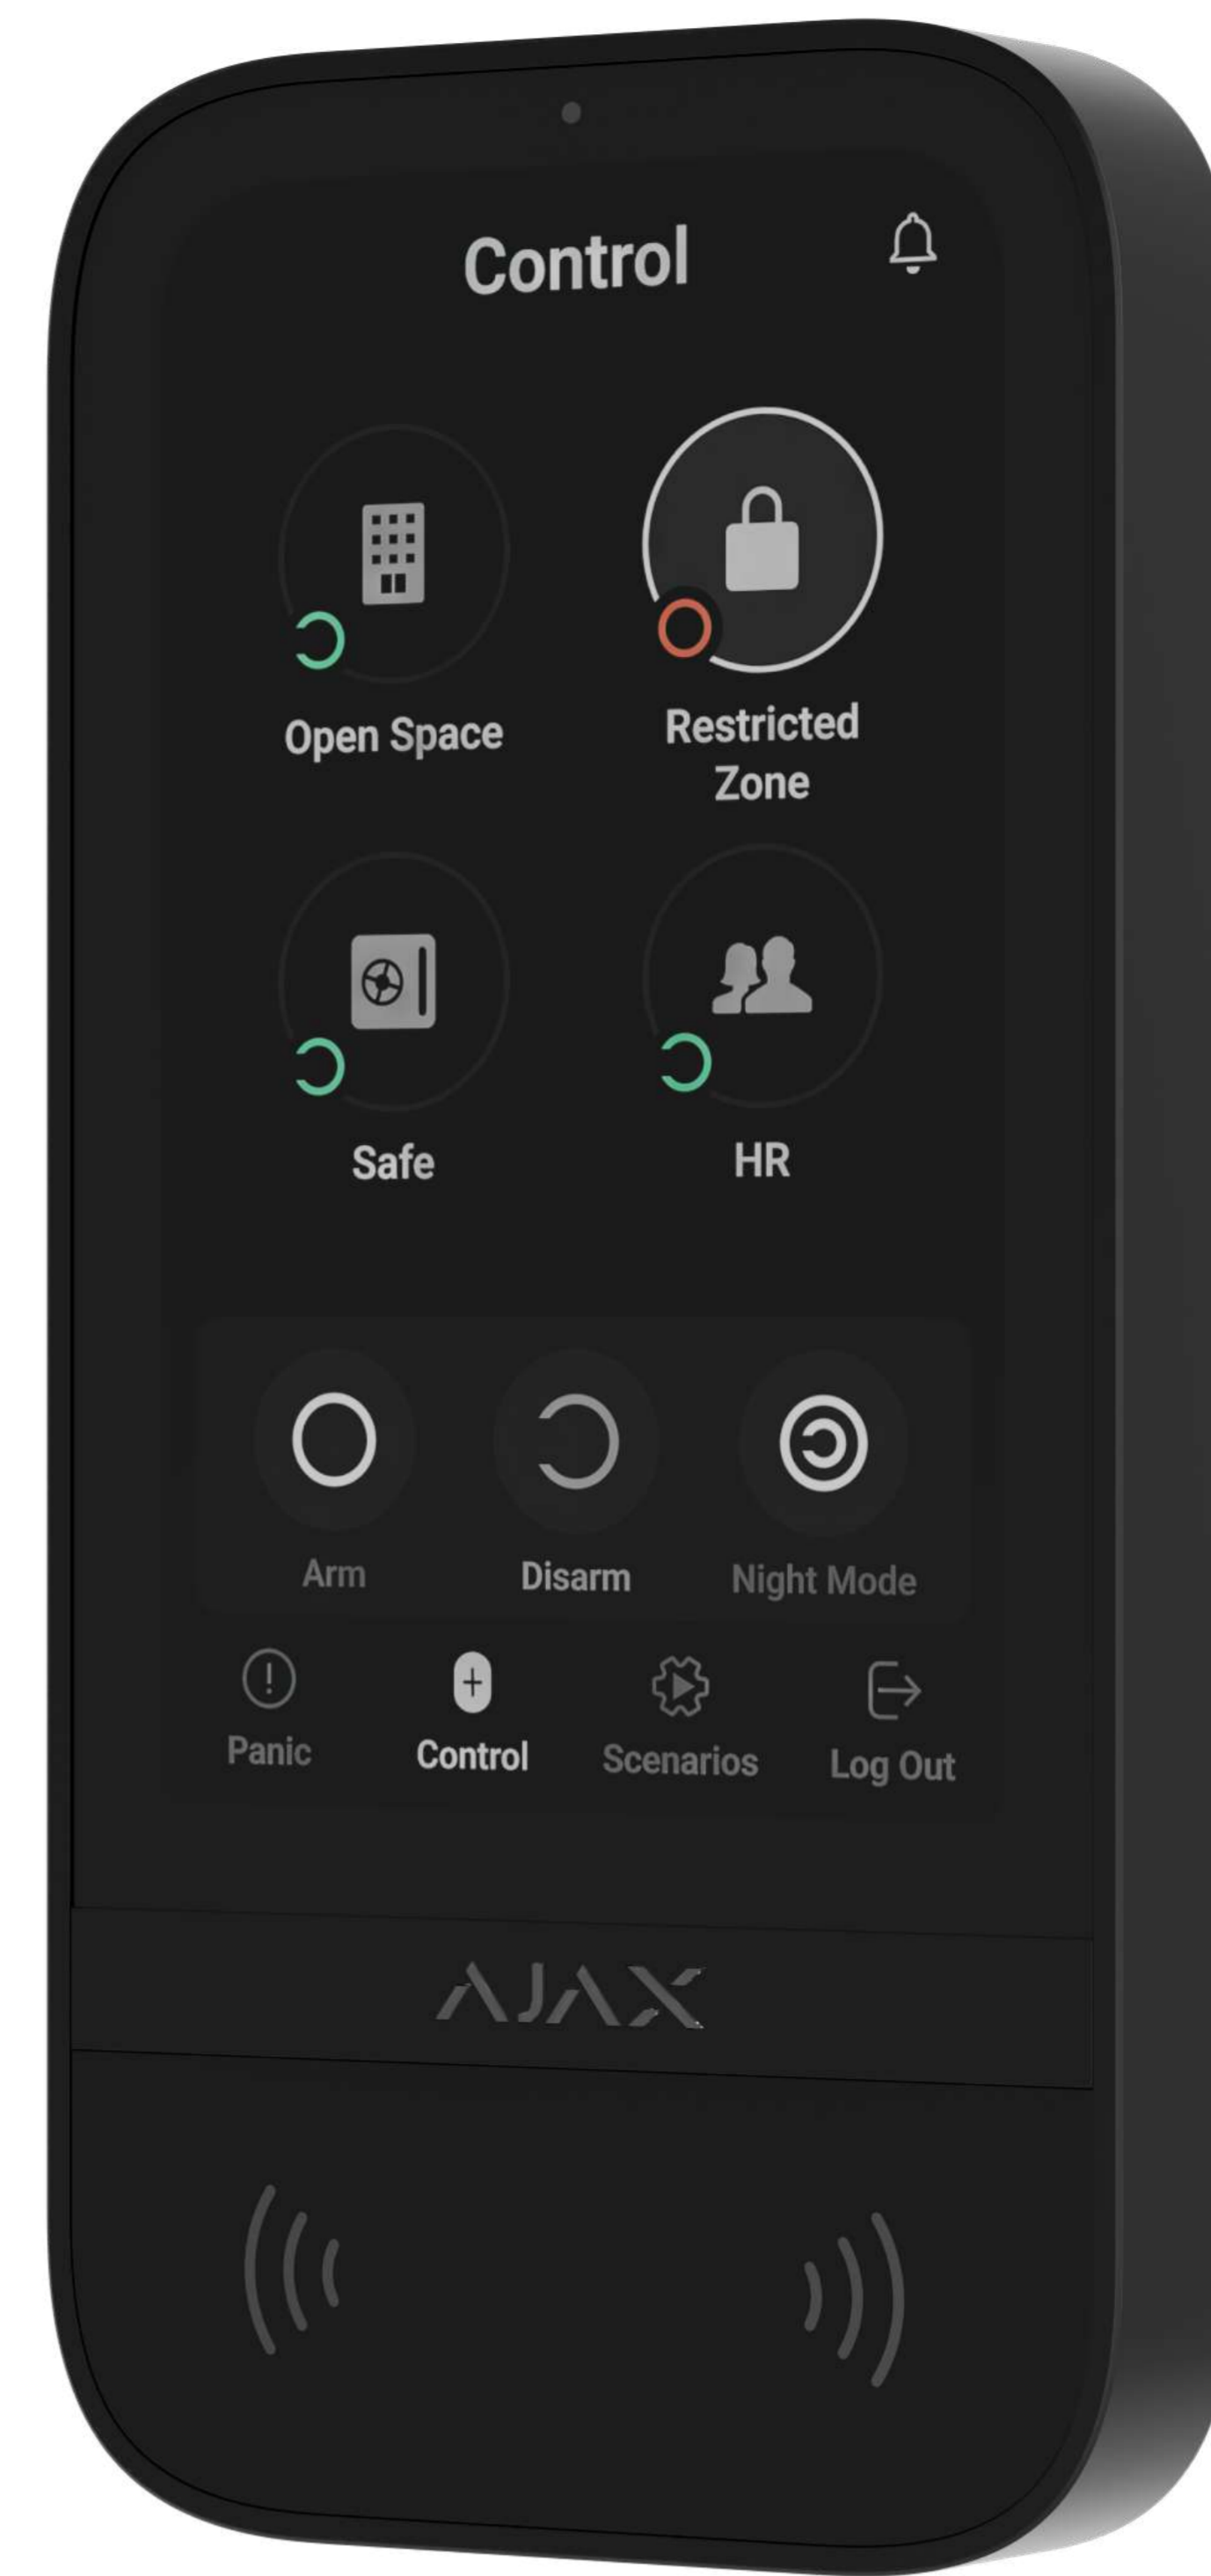 Control
Open Space
Restricted
Zone
Safe
HR
Arm
Disarm
Night Mode
Panic
Control
Scenarios
Log Out
AJAX